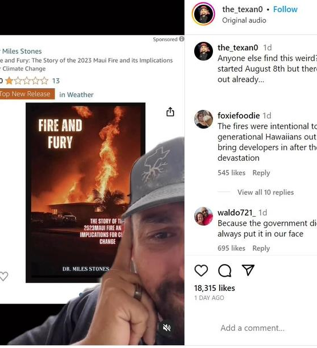 Sponsored
Miles Stones
e and Fury: The Story of the 2023 Maui Fire and its Implications
Climate Change
13
Top New Release in Weather
FIRE AND
FURY
THE STORY OF
2023MAUI FIRE AN
IMPLICATIONS FOR C
CHANGE
DR. MILES STONES
the_texan0 • Follow
Original audio
the_texan0 1d
Anyone else find this weird?
started August 8th but ther
out already...
foxiefoodie 1d
The fires were intentional to
generational Hawaiians out
bring developers in after th
devastation
545 likes Reply
View all 10 replies
waldo721_ 1d
Because the government di
always put it in our face
695 likes Reply
18,315 likes
1 DAY AGO
Add a comment...